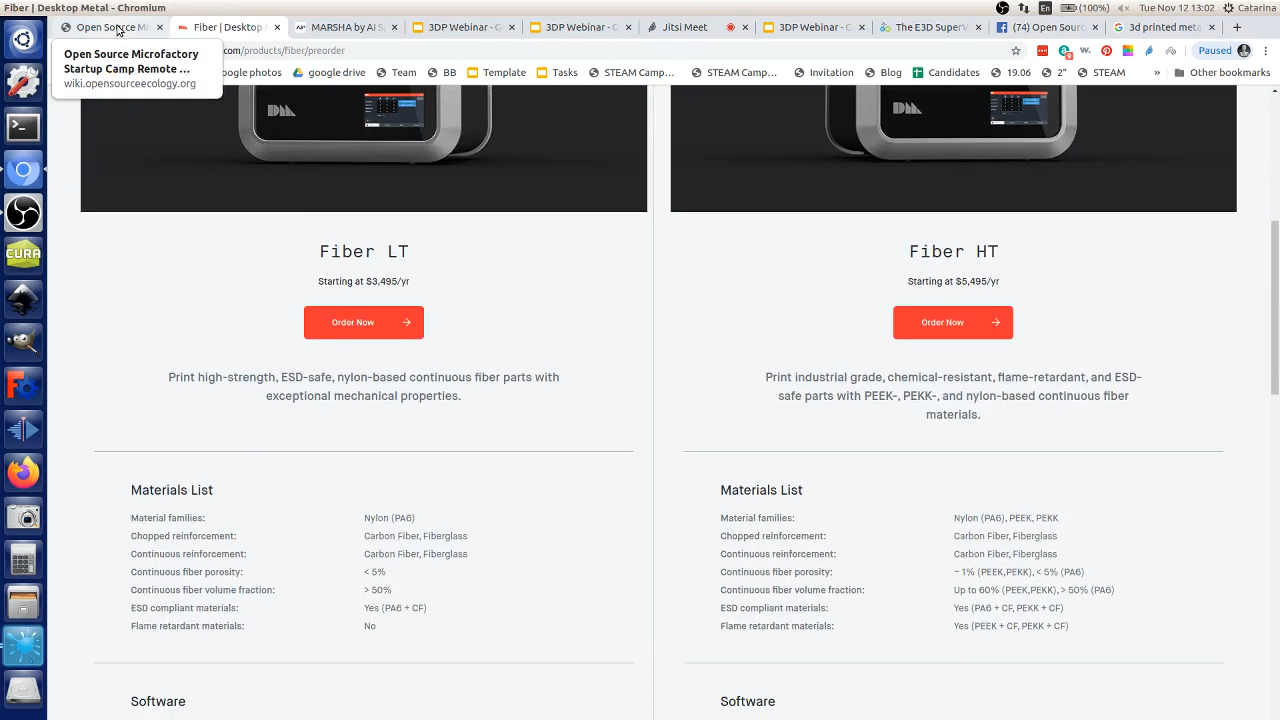 Fiber | Desktop Metal - Chromium
En
(100%)
Tue Nov 12 13:02
Catarina
Open Source Mi
Fiber | Desktop
MARSHA by AI S
3DP Webinar - G
3DP Webinar - G
Jitsi Meet
3DP Webinar - G
The E3D SuperV
(74) Open Sourc
3d printed meta
.com/products/fiber/preorder
Paused
Open Source Microfactory
Startup Camp Remote ...
wiki.opensourceecology.org
google photos
google drive
Team
BB
Template
Tasks
STEAM Camp...
STEAM Camp...
Invitation
Blog
Candidates
19.06
2"
STEAM
»
Other bookmarks
DM
DM
CURA
Fiber LT
Starting at $3,495/yr
Order Now
Print high-strength, ESD-safe, nylon-based continuous fiber parts with
exceptional mechanical properties.
Materials List
Material families: Nylon (PA6)
Chopped reinforcement: Carbon Fiber, Fiberglass
Continuous reinforcement: Carbon Fiber, Fiberglass
Continuous fiber porosity: < 5%
Continuous fiber volume fraction: > 50%
ESD compliant materials: Yes (PA6 + CF)
Flame retardant materials: No
Software
Fiber HT
Starting at $5,495/yr
Order Now
Print industrial grade, chemical-resistant, flame-retardant, and ESD-
safe parts with PEEK-, PEKK-, and nylon-based continuous fiber
materials.
Materials List
Material families: Nylon (PA6), PEEK, PEKK
Chopped reinforcement: Carbon Fiber, Fiberglass
Continuous reinforcement: Carbon Fiber, Fiberglass
Continuous fiber porosity: ~ 1% (PEEK,PEKK), < 5% (PA6)
Continuous fiber volume fraction: Up to 60% (PEEK,PEKK), > 50% (PA6)
ESD compliant materials: Yes (PA6 + CF, PEKK + CF)
Flame retardant materials: Yes (PEEK + CF, PEKK + CF)
Software